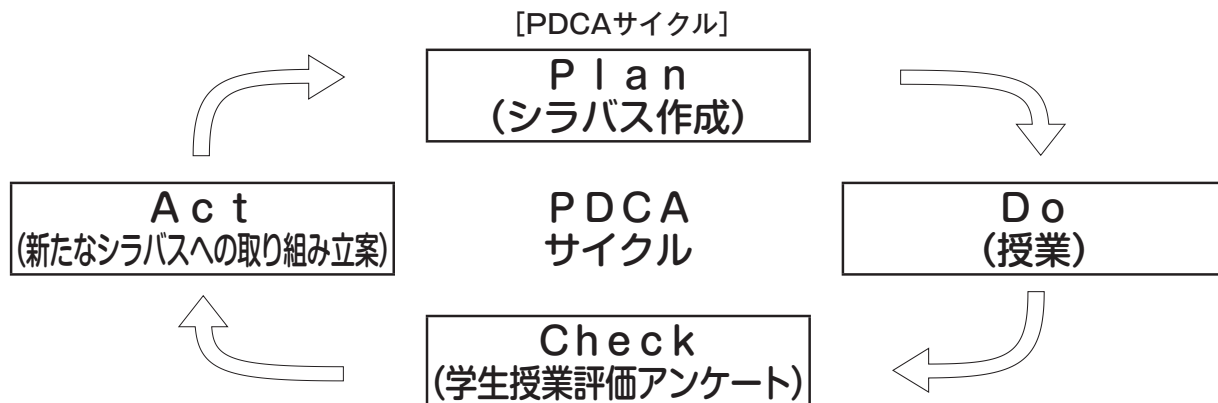 [PDCAサイクル]
Plan
(シラバス作成)
Act
(新たなシラバスへの取り組み立案)
PDCA
サイクル
Do
(授業)
Check
(学生授業評価アンケート)